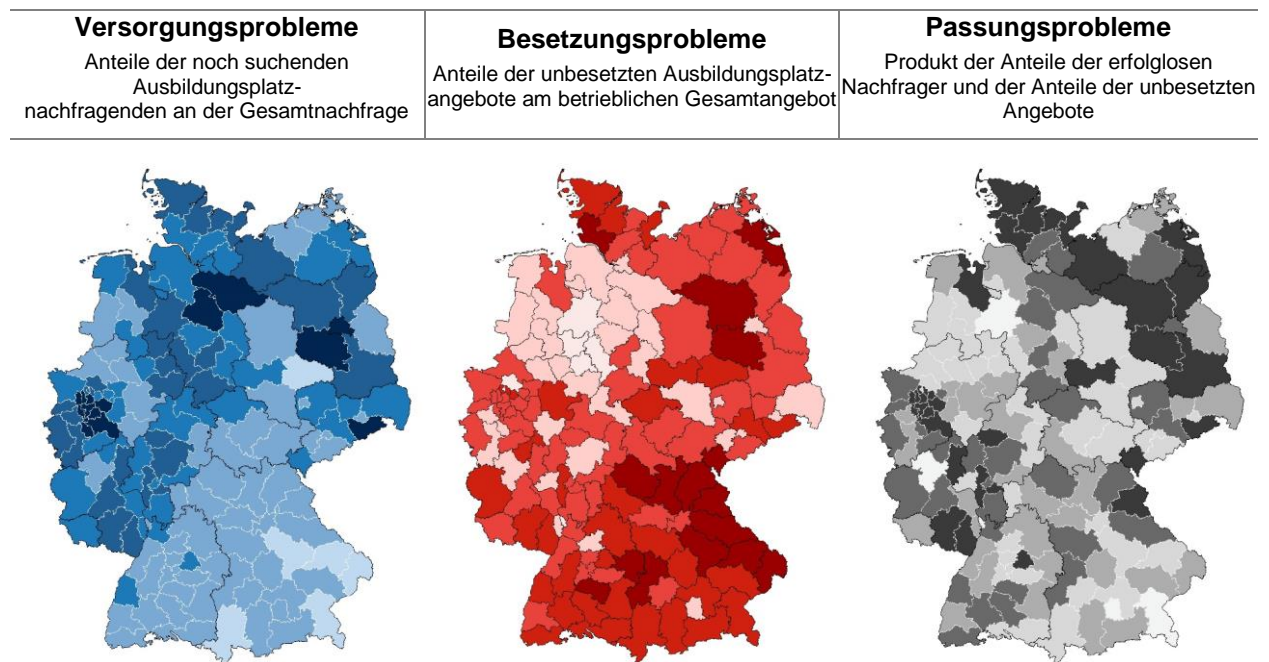 Versorgungsprobleme
Anteile der noch suchenden
Ausbildungsplatz-
nachfragenden an der Gesamtnachfrage
Besetzungsprobleme
Anteile der unbesetzten Ausbildungsplatz-
angebote am betrieblichen Gesamtangebot
Passungsprobleme
Produkt der Anteile der erfolglosen
Nachfrager und der Anteile der unbesetzten
Angebote